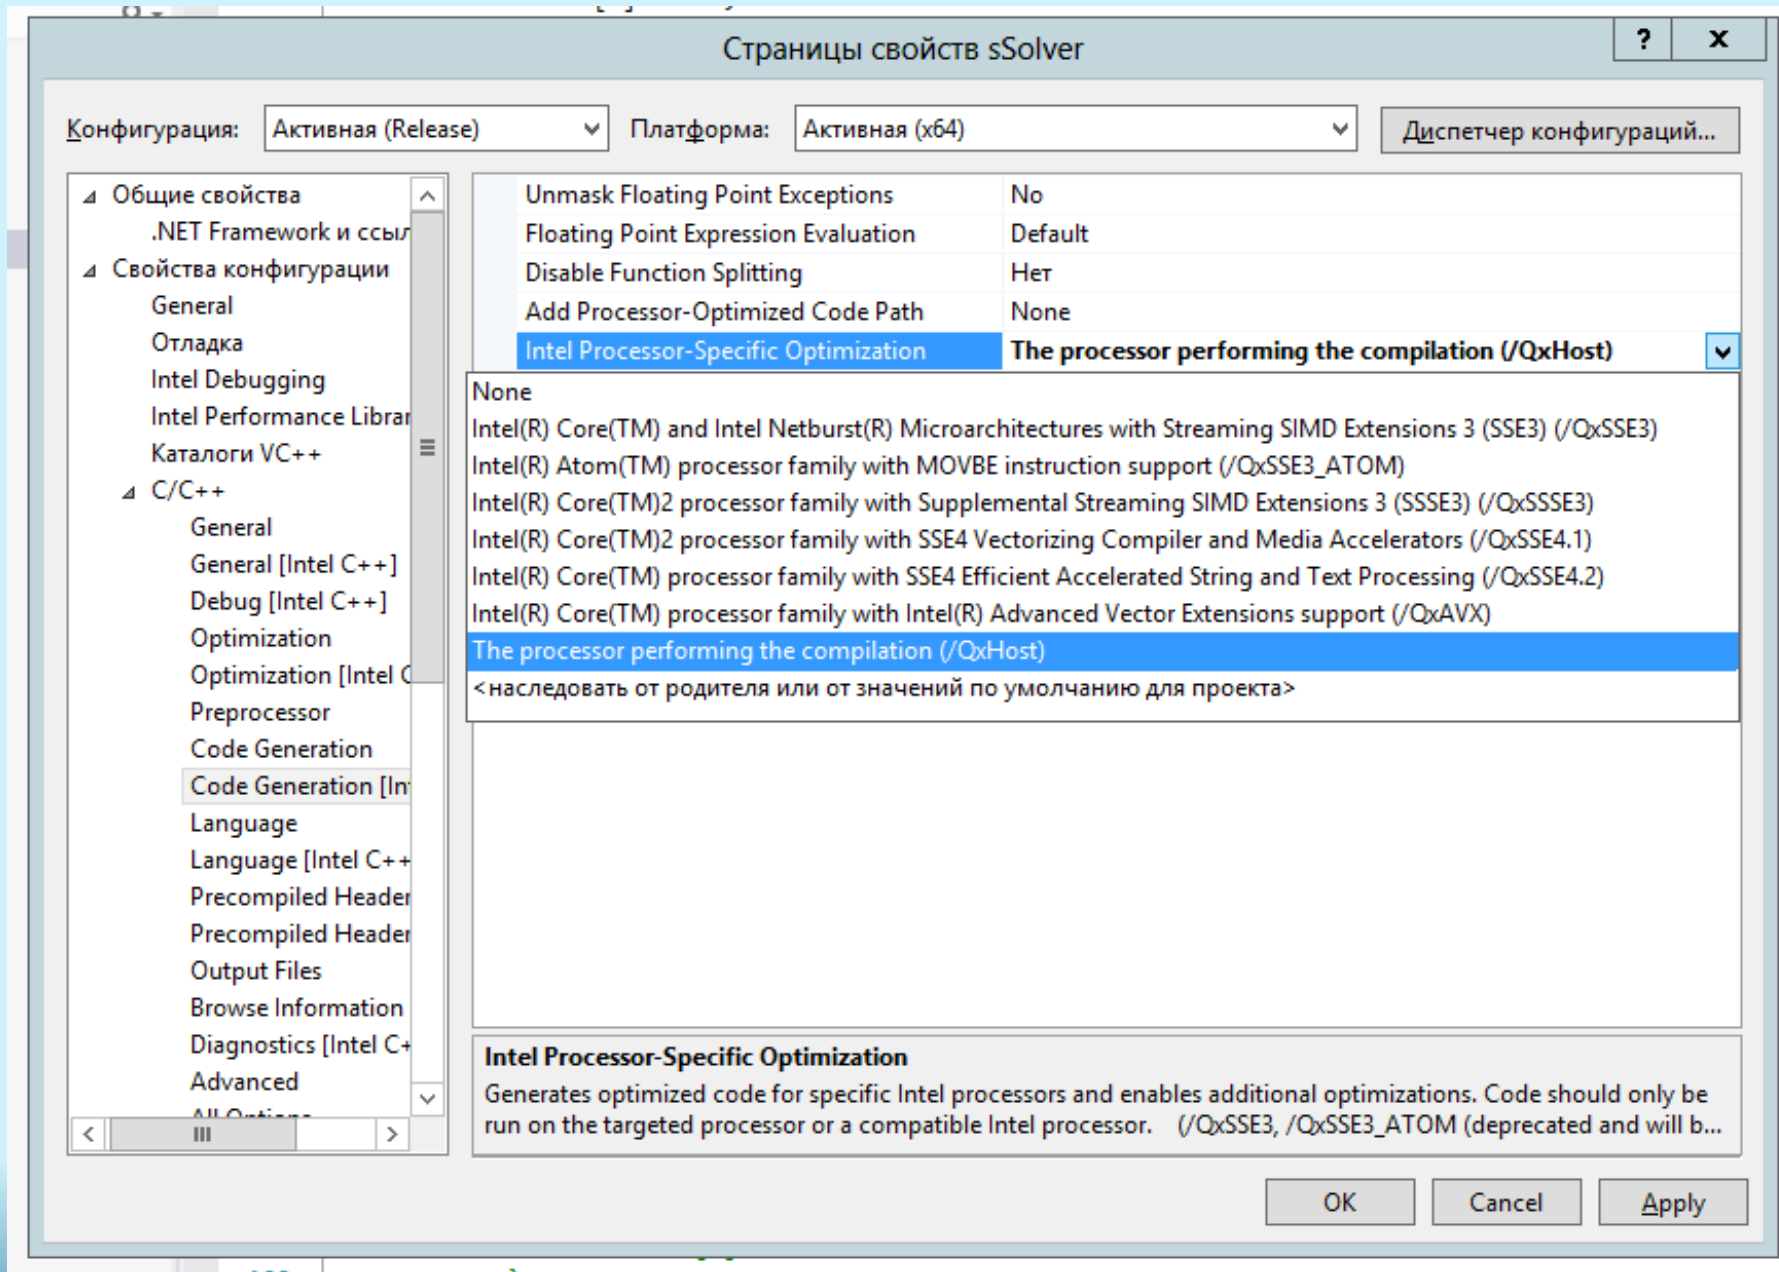 Страницы свойств sSolver
?
x
Конфигурация:
Активная (Release)
Платформа:
Активная (x64)
Диспетчер конфигураций...
Общие свойства
.NET Framework и ссыл
Свойства конфигурации
General
Отладка
Intel Debugging
Intel Performance Librar
Каталоги VC++
C/C++
General
General [Intel C++]
Debug [Intel C++]
Optimization
Optimization [Intel C
Preprocessor
Code Generation
Code Generation [Int
Language
Language [Intel C++
Precompiled Header
Precompiled Header
Output Files
Browse Information
Diagnostics [Intel C+
Advanced
All Options
Unmask Floating Point Exceptions No
Floating Point Expression Evaluation Default
Disable Function Splitting Нет
Add Processor-Optimized Code Path None
Intel Processor-Specific Optimization The processor performing the compilation (/QxHost)
None
Intel(R) Core(TM) and Intel Netburst(R) Microarchitectures with Streaming SIMD Extensions 3 (SSE3) (/QxSSE3)
Intel(R) Atom(TM) processor family with MOVBE instruction support (/QxSSE3_ATOM)
Intel(R) Core(TM)2 processor family with Supplemental Streaming SIMD Extensions 3 (SSSE3) (/QxSSSE3)
Intel(R) Core(TM)2 processor family with SSE4 Vectorizing Compiler and Media Accelerators (/QxSSE4.1)
Intel(R) Core(TM) processor family with SSE4 Efficient Accelerated String and Text Processing (/QxSSE4.2)
Intel(R) Core(TM) processor family with Intel(R) Advanced Vector Extensions support (/QxAVX)
The processor performing the compilation (/QxHost)
<наследовать от родителя или от значений по умолчанию для проекта>
Intel Processor-Specific Optimization
Generates optimized code for specific Intel processors and enables additional optimizations. Code should only be
run on the targeted processor or a compatible Intel processor. (/QxSSE3, /QxSSE3_ATOM (deprecated and will b...
OK
Cancel
Apply